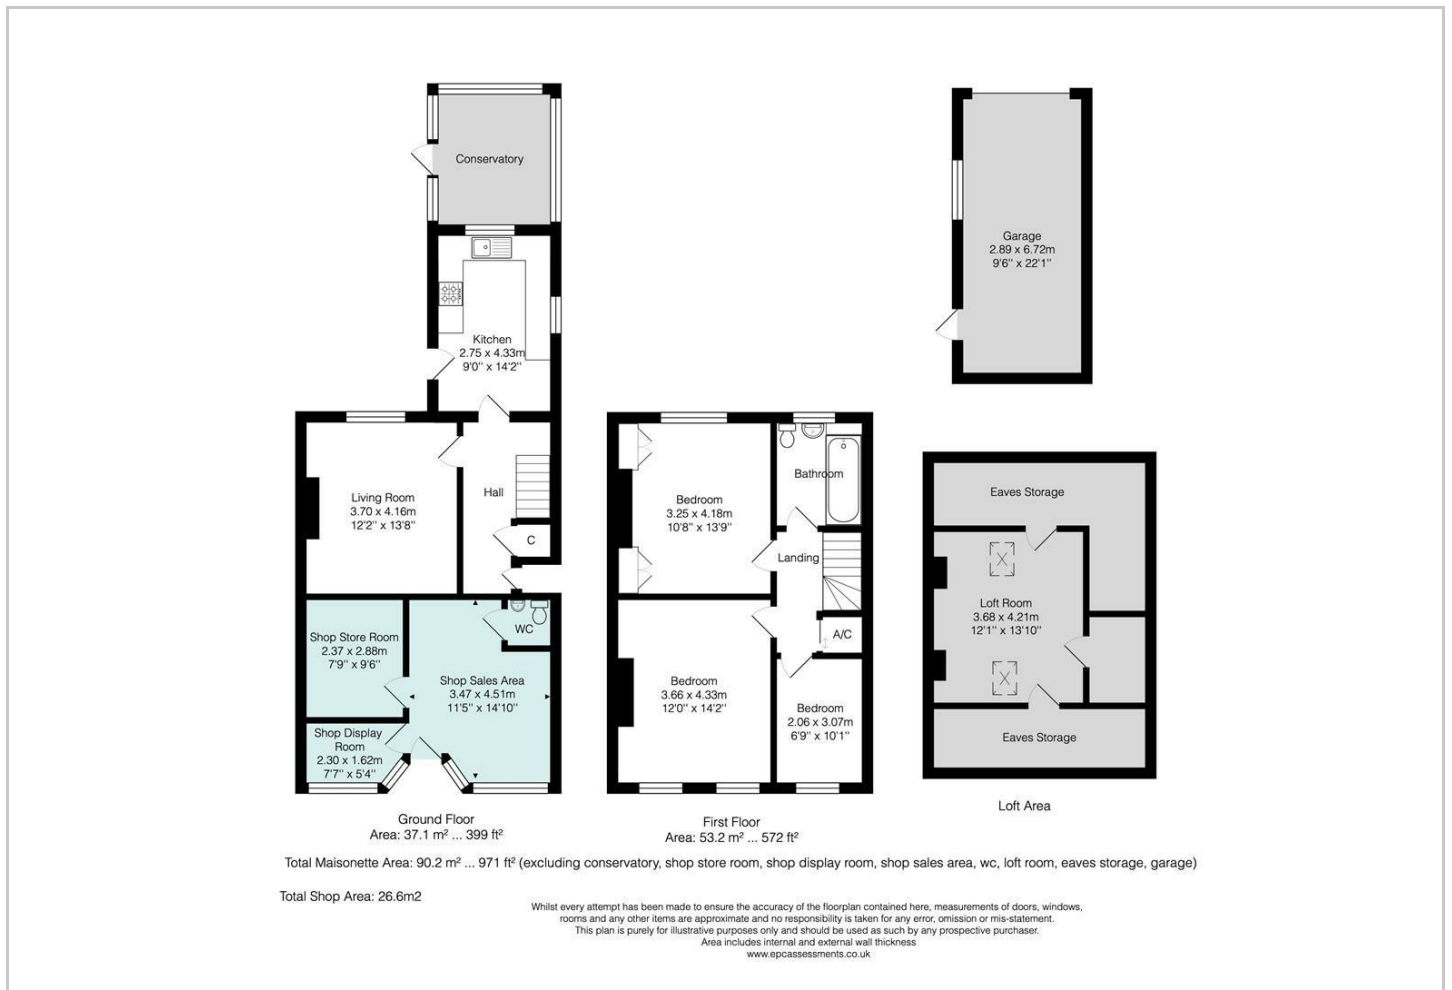 Conservatory
Kitchen
2.75 x 4.33m
9'0" x 14'2"
Living Room
3.70 x 4.16m
12'2" x 13'8"
Hall
C
WC
Shop Store Room
2.37 x 2.88m
7'9" x 9'6"
Shop Sales Area
3.47 x 4.51m
11'5" x 14'10"
Shop Display
Room
2.30 x 1.62m
7'7" x 5'4"
Ground Floor
Area: 37.1 m² ... 399 ft²
Bedroom
3.25 x 4.18m
10'8" x 13'9"
Bathroom
Landing
A/C
Bedroom
3.66 x 4.33m
12'0" x 14'2"
Bedroom
2.06 x 3.07m
6'9" x 10'1"
First Floor
Area: 53.2 m² ... 572 ft²
Garage
2.89 x 6.72m
9'6" x 22'1"
Eaves Storage
Loft Room
3.68 x 4.21m
12'1" x 13'10"
Eaves Storage
Loft Area
Total Maisonette Area: 90.2 m² ... 971 ft² (excluding conservatory, shop store room, shop display room, shop sales area, wc, loft room, eaves storage, garage)
Total Shop Area: 26.6m2
Whilst every attempt has been made to ensure the accuracy of the floorplan contained here, measurements of doors, windows,
rooms and any other items are approximate and no responsibility is taken for any error, omission or mis-statement.
This plan is purely for illustrative purposes only and should be used as such by any prospective purchaser.
Area includes internal and external wall thickness
www.epcassessments.co.uk